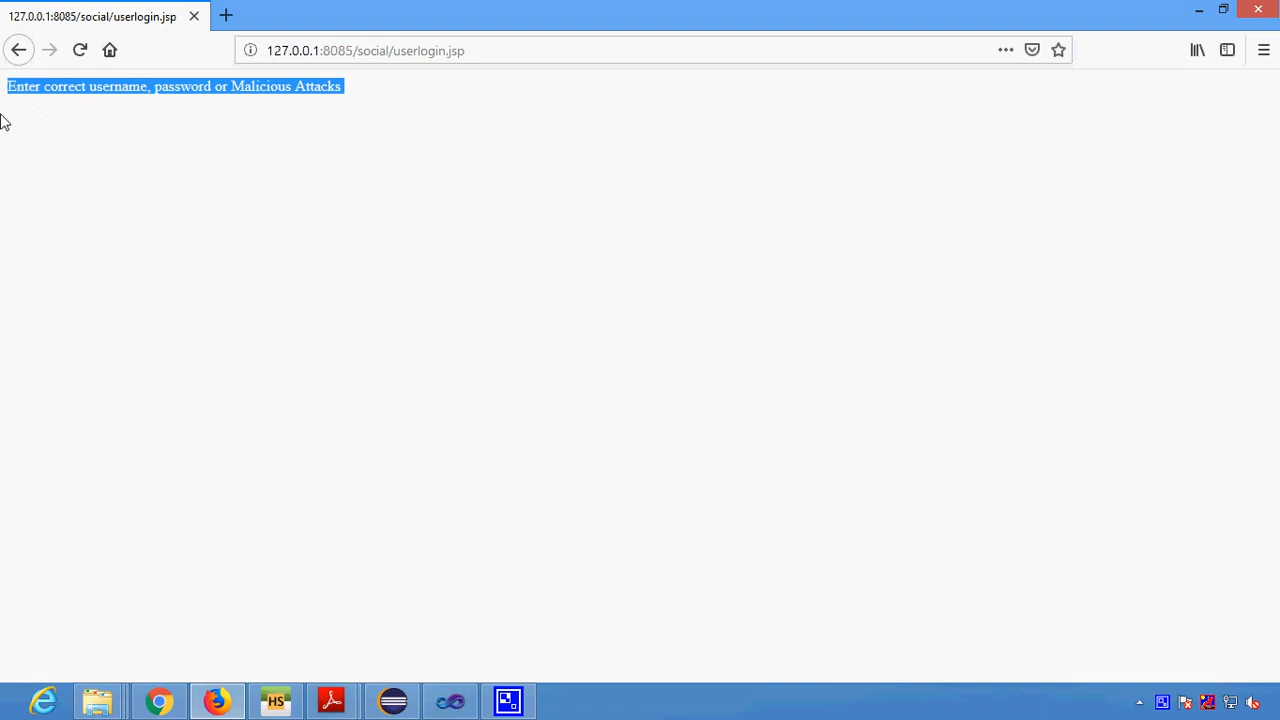 127.0.0.1:8085/social/userlogin.jsp
127.0.0.1:8085/social/userlogin.jsp
Enter correct username, password or Malicious Attacks
HS